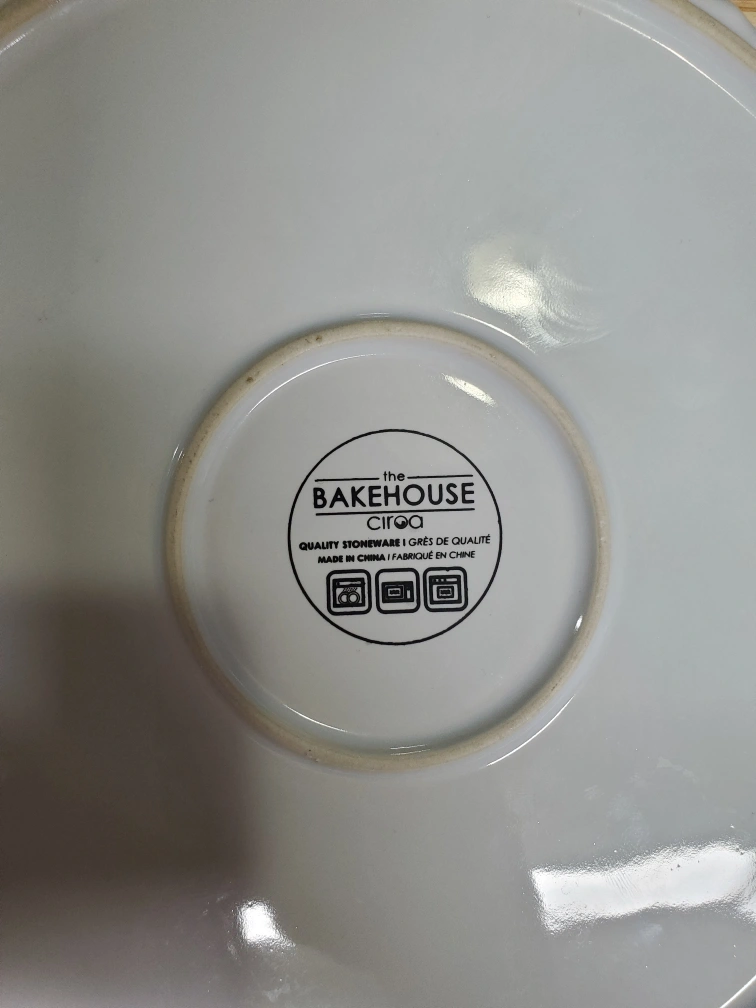 the
BAKEHOUSE
ciroa
QUALITY STONEWARE I GRÈS DE QUALITÉ
MADE IN CHINA I FABRIQUÉ EN CHINE